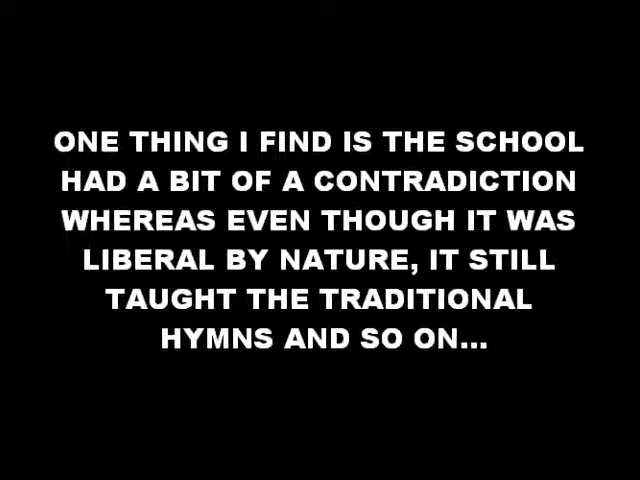 ONE THING I FIND IS THE SCHOOL
HAD A BIT OF A CONTRADICTION
WHEREAS EVEN THOUGH IT WAS
LIBERAL BY NATURE, IT STILL
TAUGHT THE TRADITIONAL
HYMNS AND SO ON...